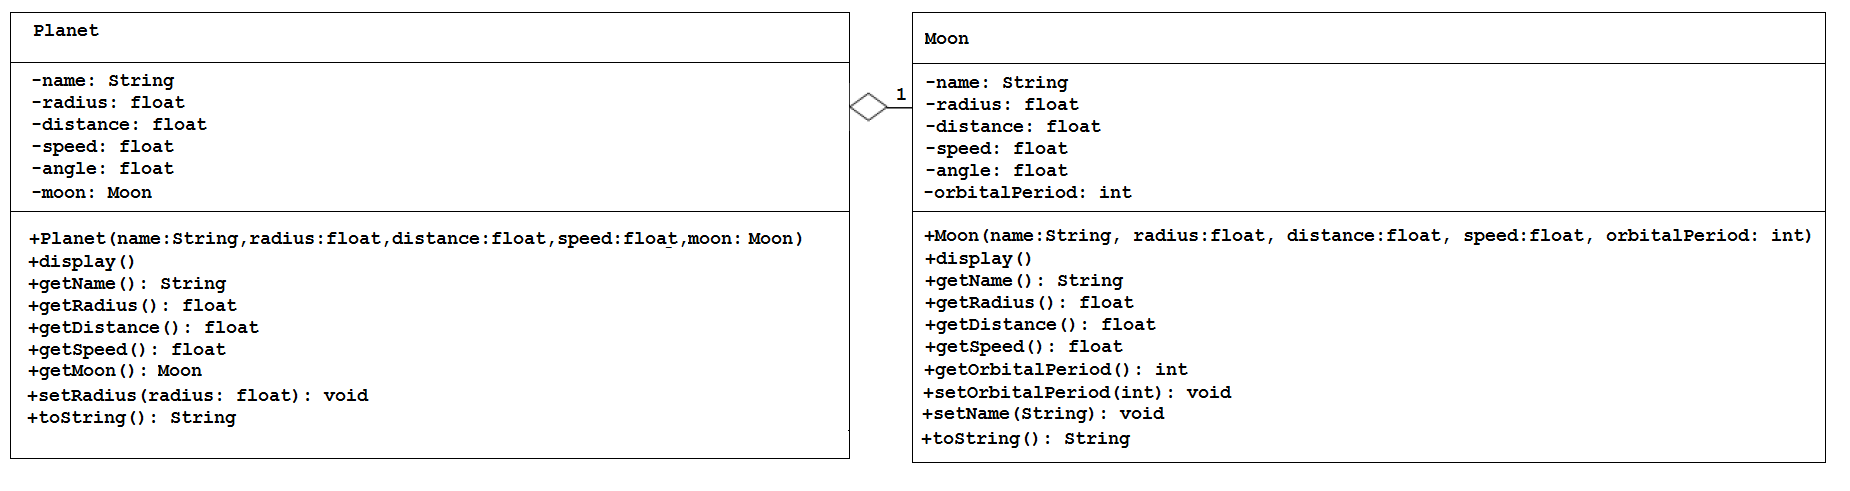 Planet
-name: String
-radius: float
-distance: float
-speed: float
-angle: float
-moon: Moon
+Planet(name:String,radius:float,distance:float,speed:float,moon: Moon)
+display()
+getName(): String
+getRadius(): float
+getDistance(): float
+getSpeed(): float
+getMoon(): Moon
+setRadius(radius: float): void
+toString(): String
1
Moon
-name: String
-radius: float
-distance: float
-speed: float
-angle: float
-orbitalPeriod: int
+Moon(name:String, radius:float, distance:float, speed:float, orbitalPeriod: int)
+display()
+getName(): String
+getRadius(): float
+getDistance(): float
+getSpeed(): float
+getOrbitalPeriod(): int
+setOrbitalPeriod(int): void
+setName(String): void
+toString(): String